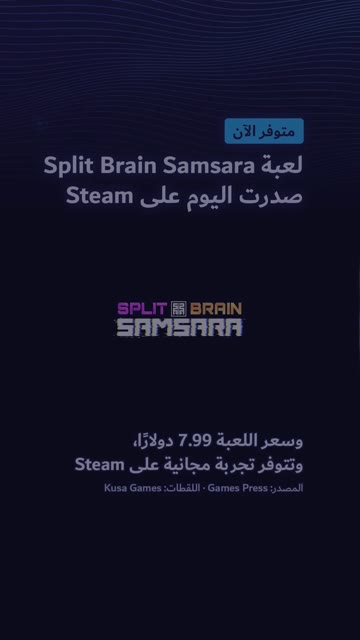 متوفر الآن
لعبة Split Brain Samsara
صدرت اليوم على Steam
SPLIT BRAIN
SAMSARA
وسعر اللعبة 7.99 دولارًا،
وتتوفر تجربة مجانية على Steam
المصدر: Games Press · اللقطات: Kusa Games